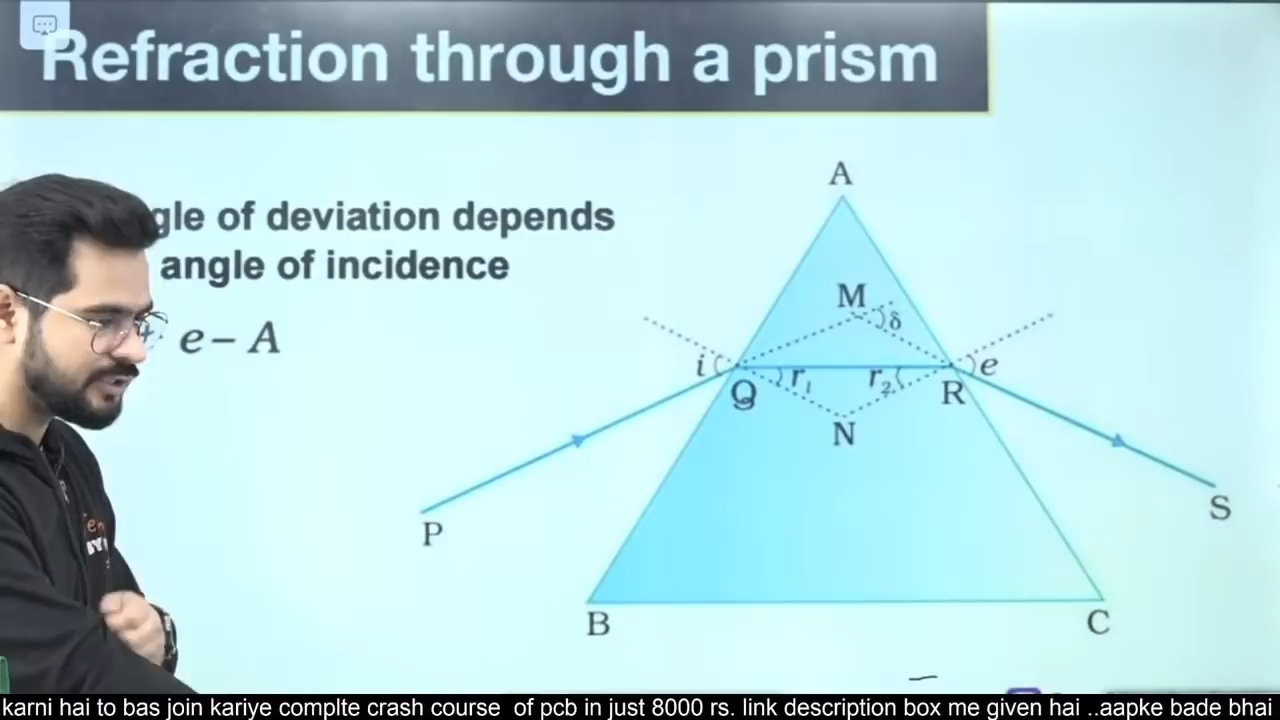 Refraction through a prism
gle of deviation depends
angle of incidence
e – A
A
M
δ
i
r₁
r₂
e
Q
R
N
P
S
B
C
karni hai to bas join kariye complte crash course of pcb in just 8000 rs. link description box me given hai ..aapke bade bhai